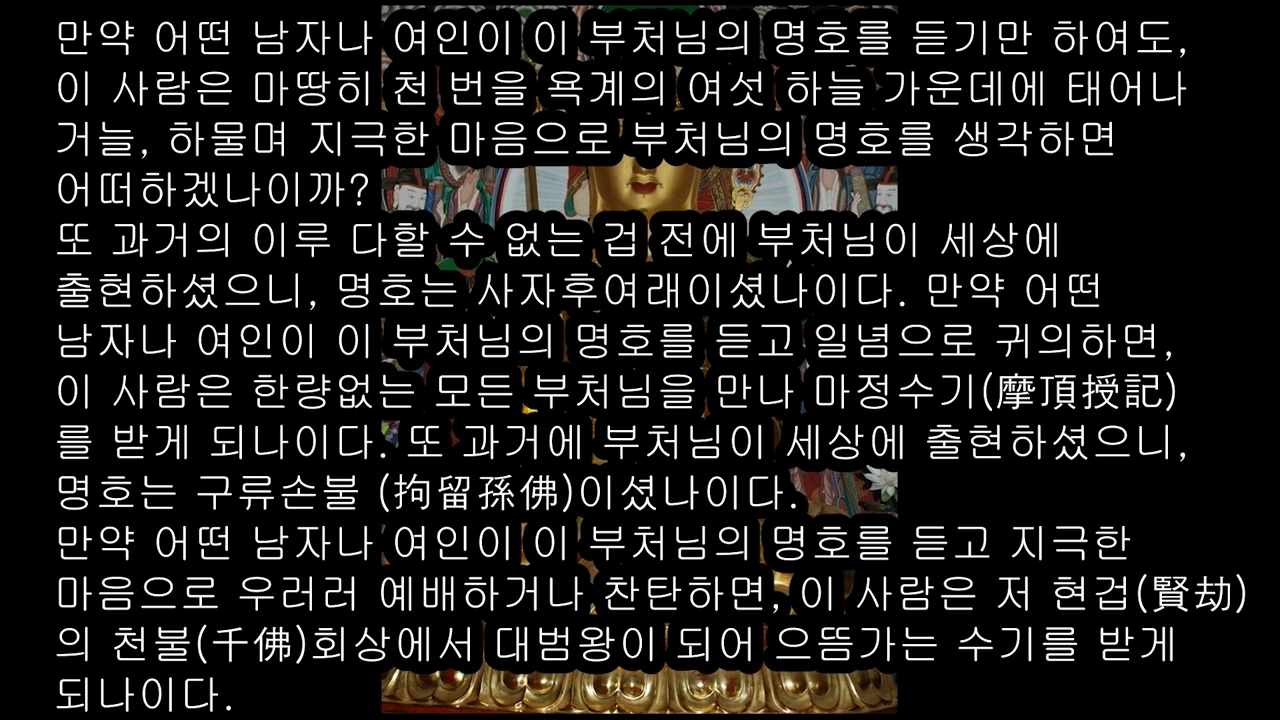 만약 어떤 남자나 여인이 이 부처님의 명호를 듣기만 하여도,
이 사람은 마땅히 천 번을 욕계의 여섯 하늘 가운데에 태어나
거늘, 하물며 지극한 마음으로 부처님의 명호를 생각하면
어떠하겠나이까?
또 과거의 이루 다할 수 없는 겁 전에 부처님이 세상에
출현하셨으니, 명호는 사자후여래이셨나이다. 만약 어떤
남자나 여인이 이 부처님의 명호를 듣고 일념으로 귀의하면,
이 사람은 한량없는 모든 부처님을 만나 마정수기(摩頂授記)
를 받게 되나이다. 또 과거에 부처님이 세상에 출현하셨으니,
명호는 구류손불 (拘留孫佛)이셨나이다.
만약 어떤 남자나 여인이 이 부처님의 명호를 듣고 지극한
마음으로 우러러 예배하거나 찬탄하면, 이 사람은 저 현겁(賢劫)
의 천불(千佛)회상에서 대범왕이 되어 으뜸가는 수기를 받게
되나이다.